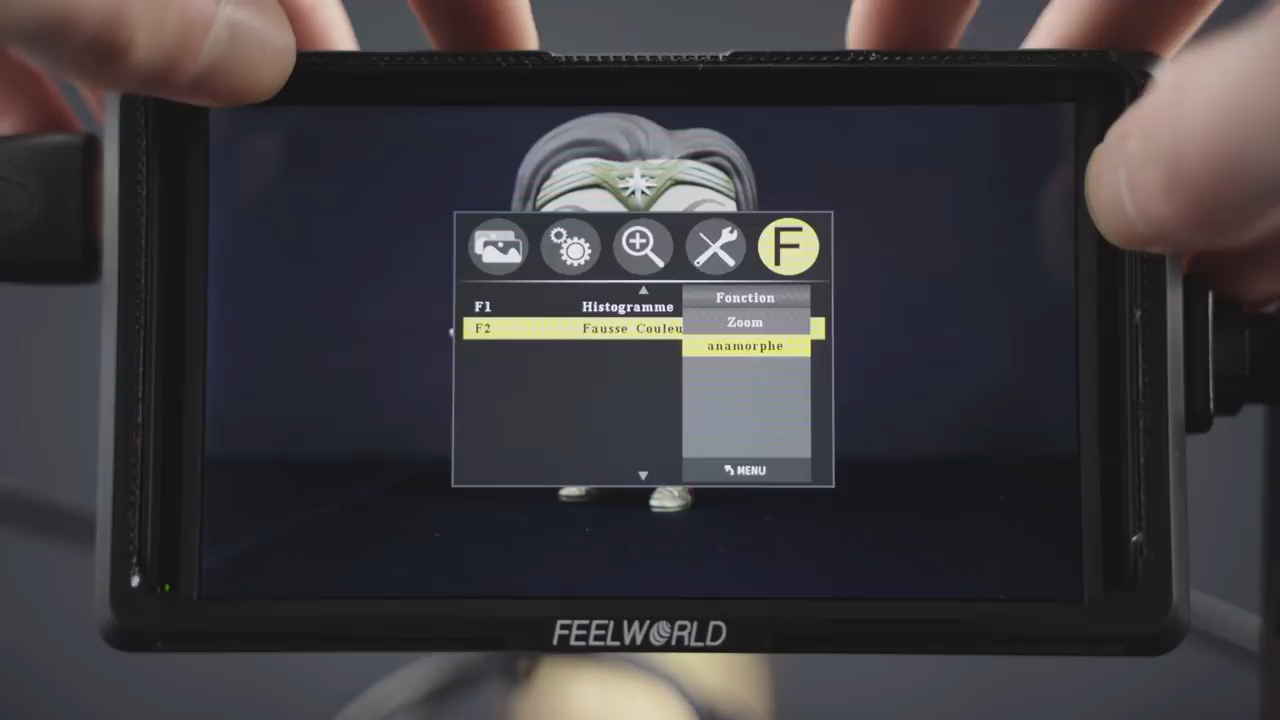 F
Fonction
F1 Histogramme
Zoom
F2 Fausse Couleu
anamorphe
MENU
FEELWORLD